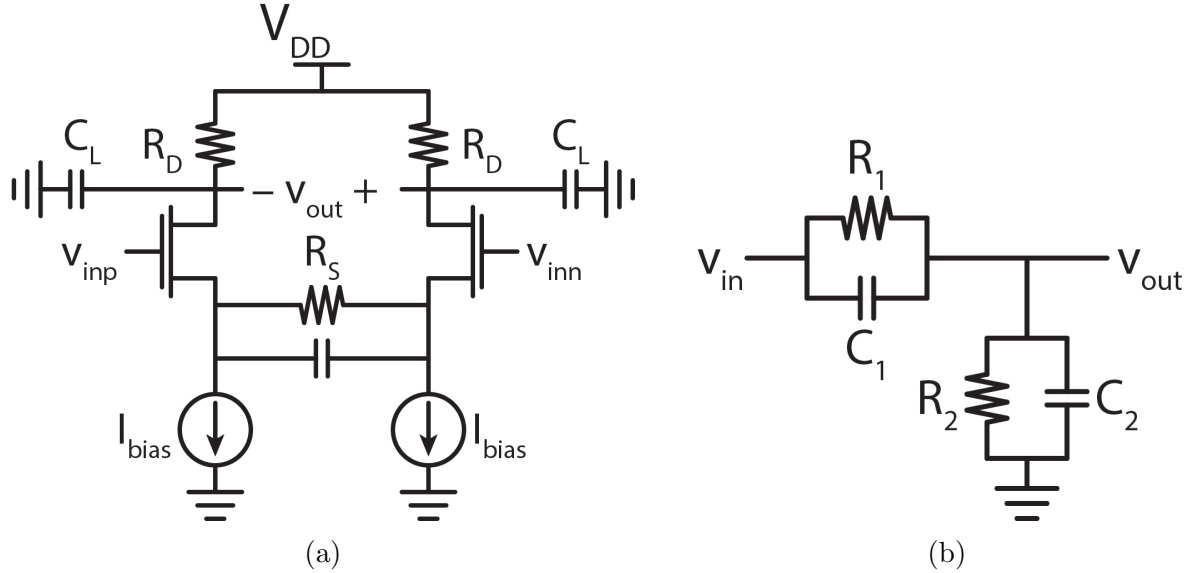 V_DD
C_L
R_D
R_D
C_L
− v_out +
v_inp
R_S
v_inn
I_bias
I_bias
(a)
R_1
v_in
v_out
C_1
R_2
C_2
(b)